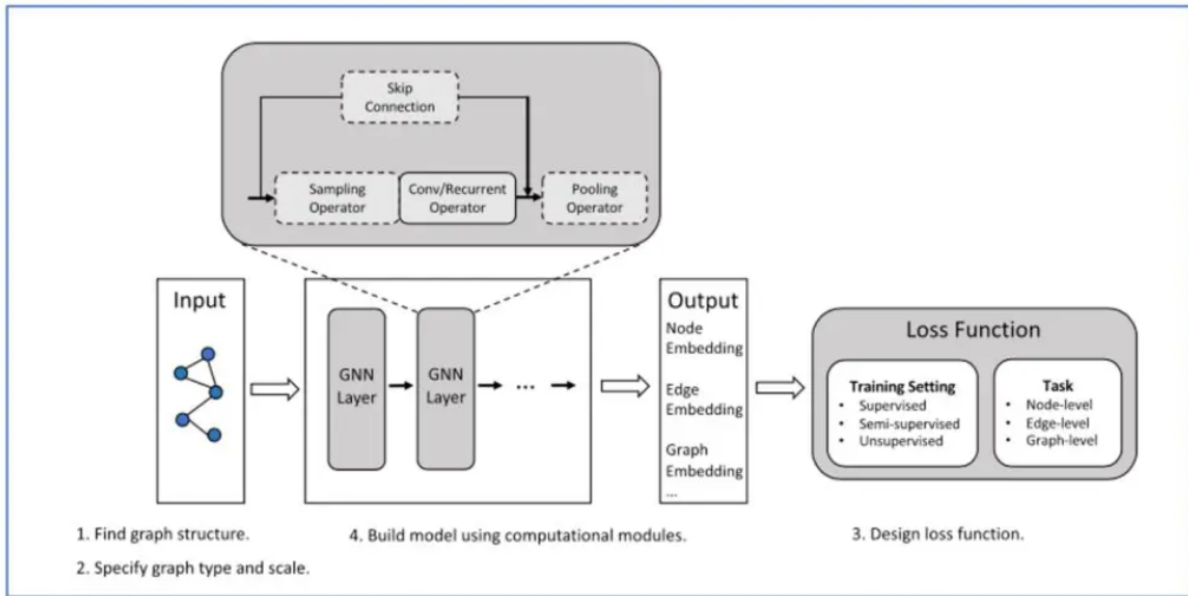 Skip
Connection
Sampling
Operator
Conv/Recurrent
Operator
Pooling
Operator
Input
GNN
Layer
GNN
Layer
...
Output
Node
Embedding
Edge
Embedding
Graph
Embedding
...
Loss Function
Training Setting
• Supervised
• Semi-supervised
• Unsupervised
Task
• Node-level
• Edge-level
• Graph-level
1. Find graph structure.
2. Specify graph type and scale.
4. Build model using computational modules.
3. Design loss function.